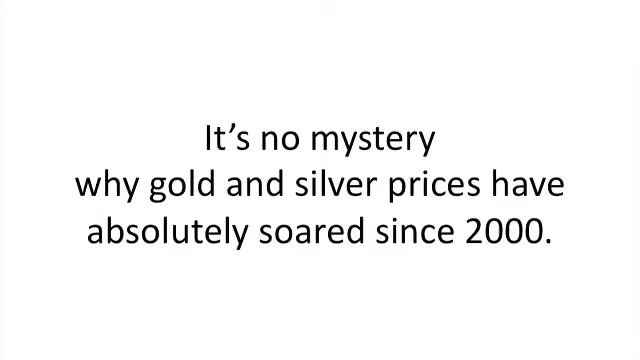 It’s no mystery
why gold and silver prices have
absolutely soared since 2000.